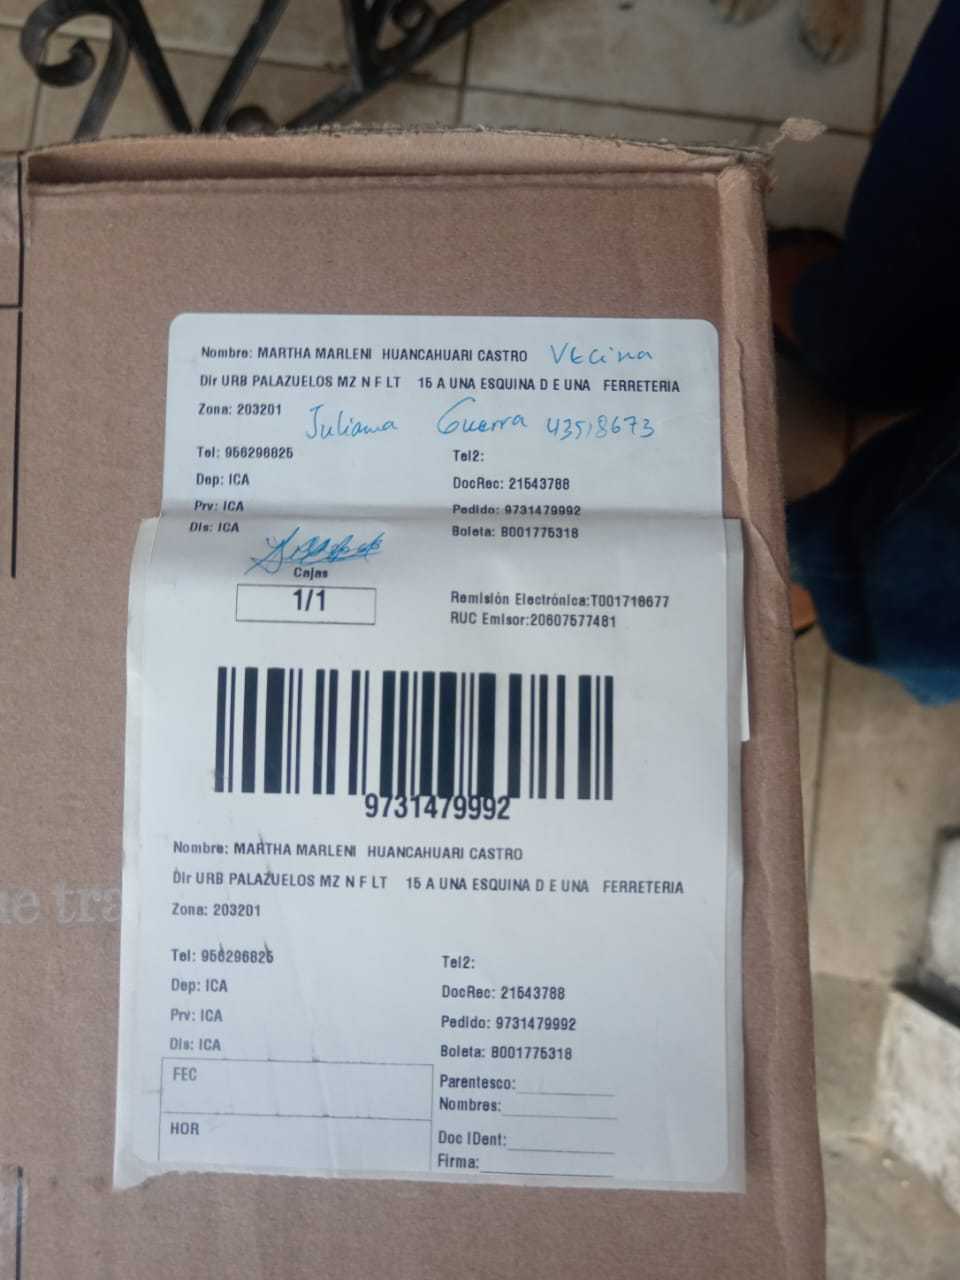 Nombre: MARTHA MARLENI HUANCAHUARI CASTRO Vecina
Dir URB PALAZUELOS MZ N F LT 15 A UNA ESQUINA D E UNA FERRETERIA
Zona: 203201
Juliana Guerra 43518673
Tel: 956296825 Tel2:
Dep: ICA DocRec: 21543788
Prv: ICA Pedido: 9731479992
Dis: ICA Boleta: B001775318
Cajas
1/1
Remisión Electrónica:T001718677
RUC Emisor:20607577481
9731479992
Nombre: MARTHA MARLENI HUANCAHUARI CASTRO
Dir URB PALAZUELOS MZ N F LT 15 A UNA ESQUINA D E UNA FERRETERIA
Zona: 203201
Tel: 956296825 Tel2:
Dep: ICA DocRec: 21543788
Prv: ICA Pedido: 9731479992
Dis: ICA Boleta: B001775318
FEC
HOR
Parentesco:
Nombres:
Doc IDent:
Firma: